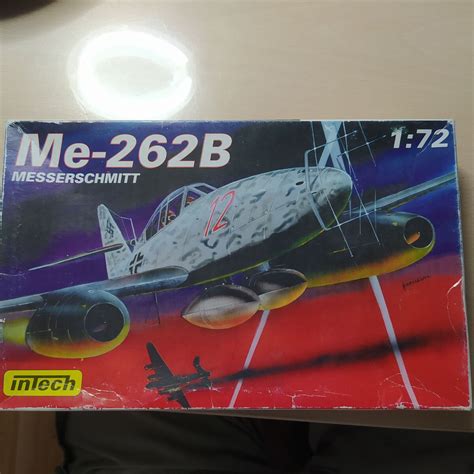 Me-262B
MESSERSCHMITT
1:72
12
inTech